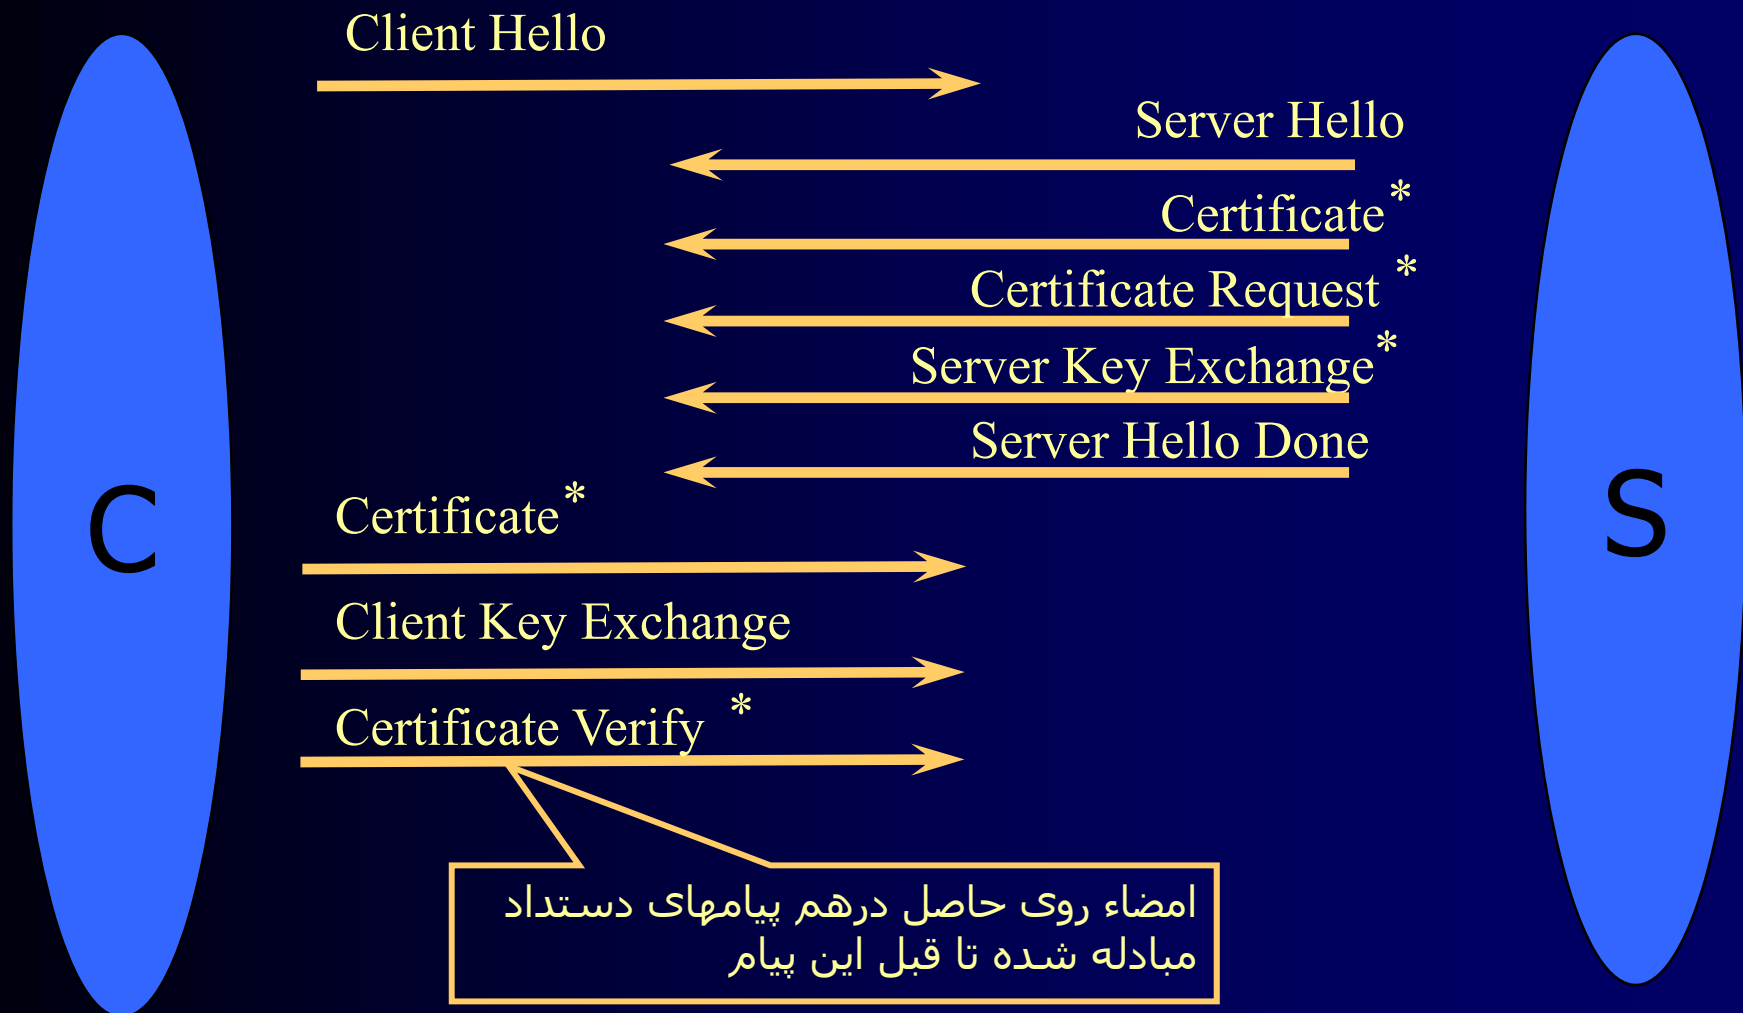 Client Hello
Server Hello
Certificate*
Certificate Request *
Server Key Exchange*
Server Hello Done
C
S
Certificate*
Client Key Exchange
Certificate Verify *
امضاء روی حاصل درهم پیامهای دستداد
مبادله شده تا قبل این پیام